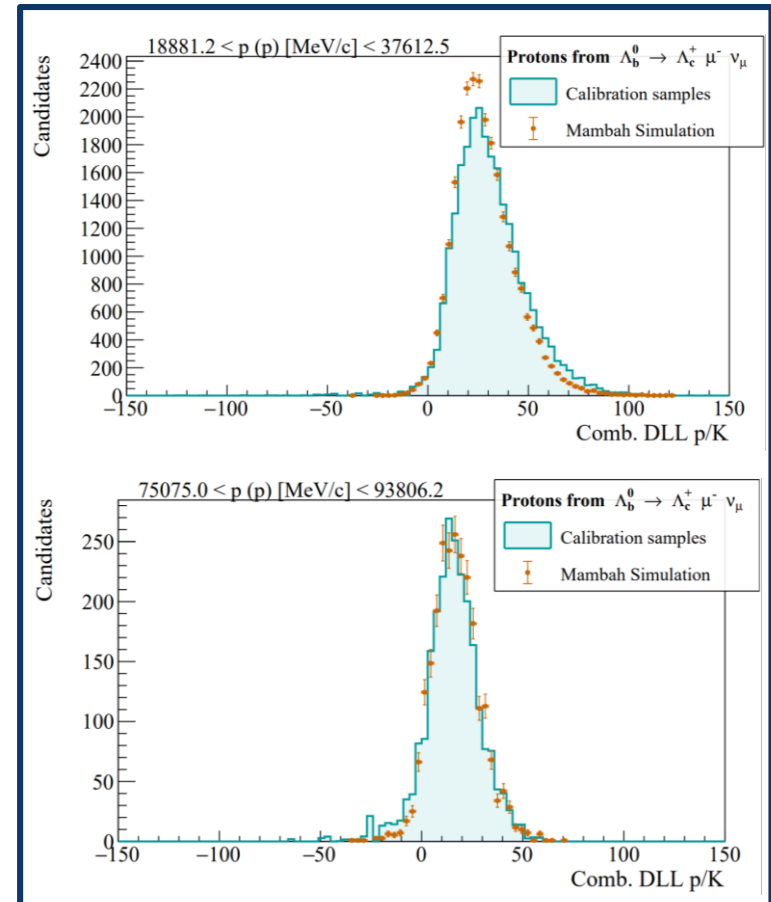 18881.2 < p (p) [MeV/c] < 37612.5
Protons from Λb0 → Λc+ μ- νμ
Calibration samples
Mambah Simulation
Candidates
2400
2200
2000
1800
1600
1400
1200
1000
800
600
400
200
0
−150 −100 −50 0 50 100 150
Comb. DLL p/K
75075.0 < p (p) [MeV/c] < 93806.2
Protons from Λb0 → Λc+ μ- νμ
Calibration samples
Mambah Simulation
Candidates
250
200
150
100
50
0
−150 −100 −50 0 50 100 150
Comb. DLL p/K